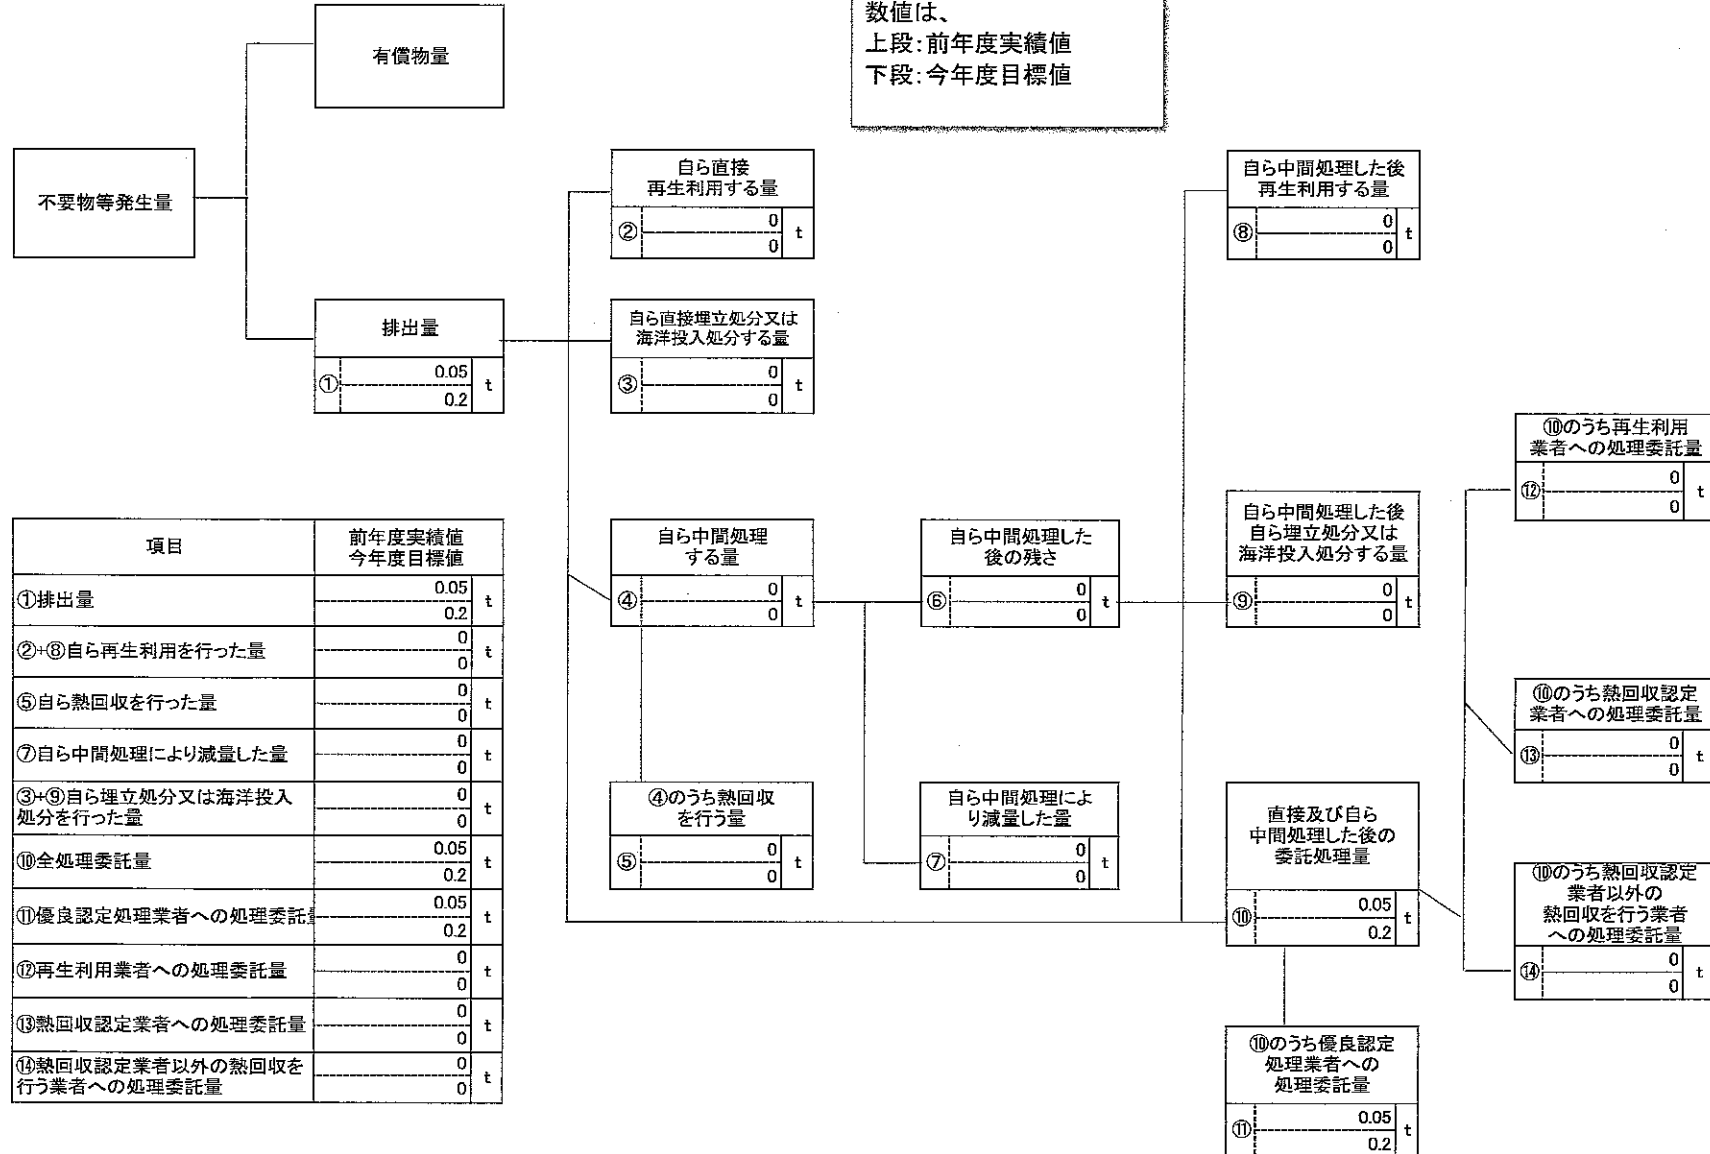 数値は、
上段:前年度実績値
下段:今年度目標値
有償物量
不要物等発生量
排出量
①
0.05
0.2
t
自ら直接
再生利用する量
②
0
0
t
自ら直接埋立処分又は
海洋投入処分する量
③
0
0
t
自ら中間処理
する量
④
0
0
t
④のうち熱回収
を行う量
⑤
0
0
t
自ら中間処理した
後の残さ
⑥
0
0
t
自ら中間処理によ
り減量した量
⑦
0
0
t
自ら中間処理した後
再生利用する量
⑧
0
0
t
自ら中間処理した後
自ら埋立処分又は
海洋投入処分する量
⑨
0
0
t
直接及び自ら
中間処理した後の
委託処理量
⑩
0.05
0.2
t
⑩のうち優良認定
処理業者への
処理委託量
⑪
0.05
0.2
t
⑩のうち再生利用
業者への処理委託量
⑫
0
0
t
⑩のうち熱回収認定
業者への処理委託量
⑬
0
0
t
⑩のうち熱回収認定
業者以外の
熱回収を行う業者
への処理委託量
⑭
0
0
t
項目
前年度実績値
今年度目標値
①排出量
0.05
0.2
t
②+⑧自ら再生利用を行った量
0
0
t
⑤自ら熱回収を行った量
0
0
t
⑦自ら中間処理により減量した量
0
0
t
③+⑨自ら埋立処分又は海洋投入
処分を行った量
0
0
t
⑩全処理委託量
0.05
0.2
t
⑪優良認定処理業者への処理委託
0.05
0.2
t
⑫再生利用業者への処理委託量
0
0
t
⑬熱回収認定業者への処理委託量
0
0
t
⑭熱回収認定業者以外の熱回収を
行う業者への処理委託量
0
0
t